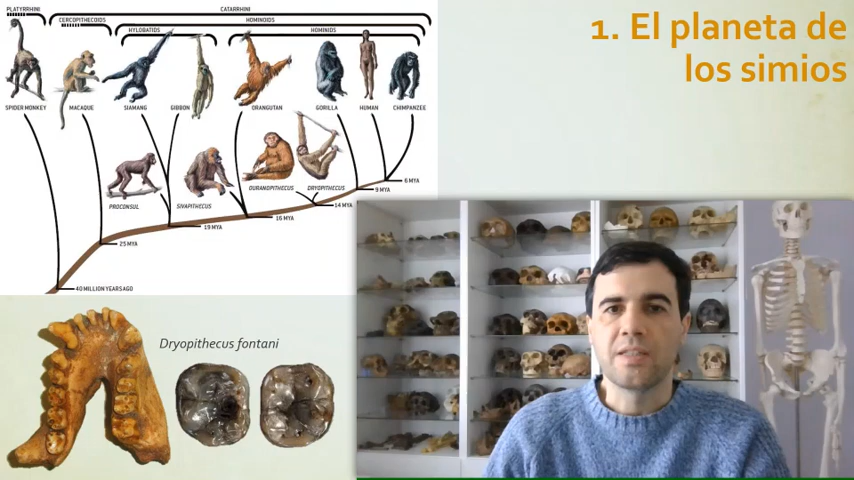 PLATYRRHINI
CATARRHINI
CERCOPITHECOIDS
HOMINOIDS
HYLOBATIDS
HOMINIDS
SPIDER MONKEY
MACAQUE
SIAMANG
GIBBON
ORANGUTAN
GORILLA
HUMAN
CHIMPANZEE
PROCONSUL
SIVAPITHECUS
OURANOPITHECUS
DRYOPITHECUS
6 MYA
9 MYA
14 MYA
16 MYA
19 MYA
25 MYA
40 MILLION YEARS AGO
1. El planeta de
los simios
Dryopithecus fontani